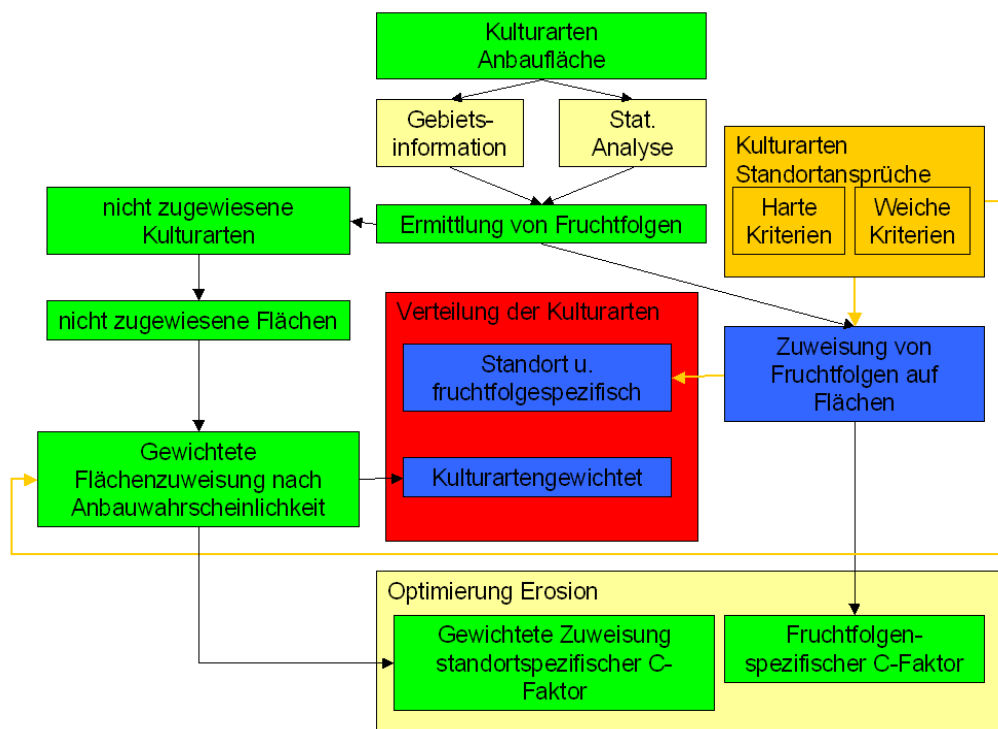 Kulturarten
Anbaufläche
Gebiets-
information
Stat.
Analyse
Kulturarten
Standortansprüche
Harte
Kriterien
Weiche
Kriterien
nicht zugewiesene
Kulturarten
Ermittlung von Fruchtfolgen
nicht zugewiesene Flächen
Verteilung der Kulturarten
Standort u.
fruchtfolgespezifisch
Zuweisung von
Fruchtfolgen auf
Flächen
Gewichtete
Flächenzuweisung nach
Anbauwahrscheinlichkeit
Kulturartengewichtet
Optimierung Erosion
Gewichtete Zuweisung
standortspezifischer C-
Faktor
Fruchtfolgen-
spezifischer C-Faktor